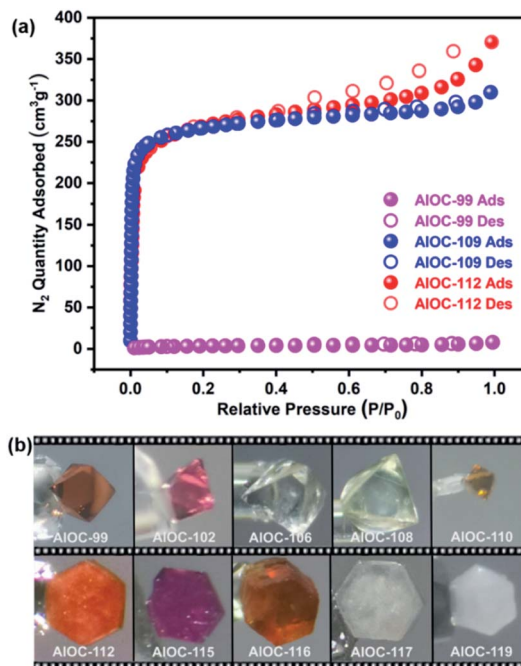 (a)
400
350
300
250
200
150
100
50
0
N₂ Quantity Adsorbed (cm³g⁻¹)
AlOC-99 Ads
AlOC-99 Des
AlOC-109 Ads
AlOC-109 Des
AlOC-112 Ads
AlOC-112 Des
0.0 0.2 0.4 0.6 0.8 1.0
Relative Pressure (P/P₀)
(b)
AlOC-99 AlOC-102 AlOC-106 AlOC-108 AlOC-110
AlOC-112 AlOC-115 AlOC-116 AlOC-117 AlOC-119